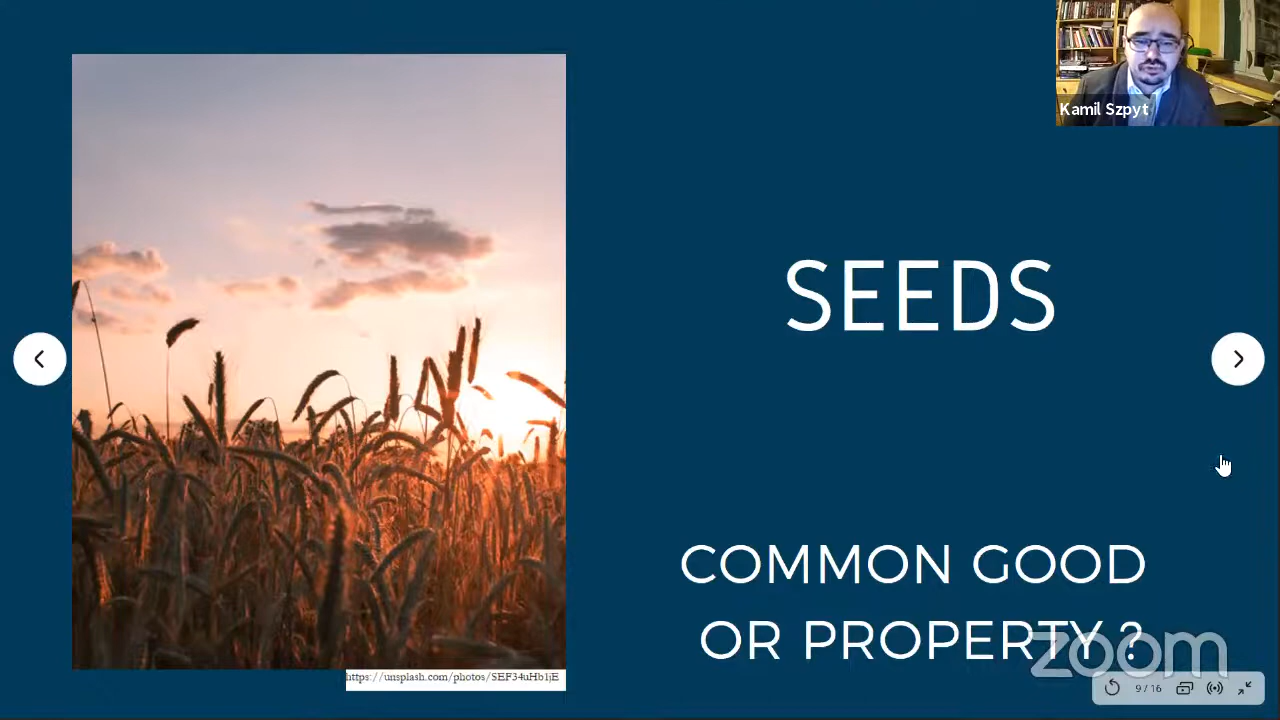 Kamil Szpyt
SEEDS
COMMON GOOD
OR PROPERTY ?
zoom
https://unsplash.com/photos/SEF34uHb1jE
9/16